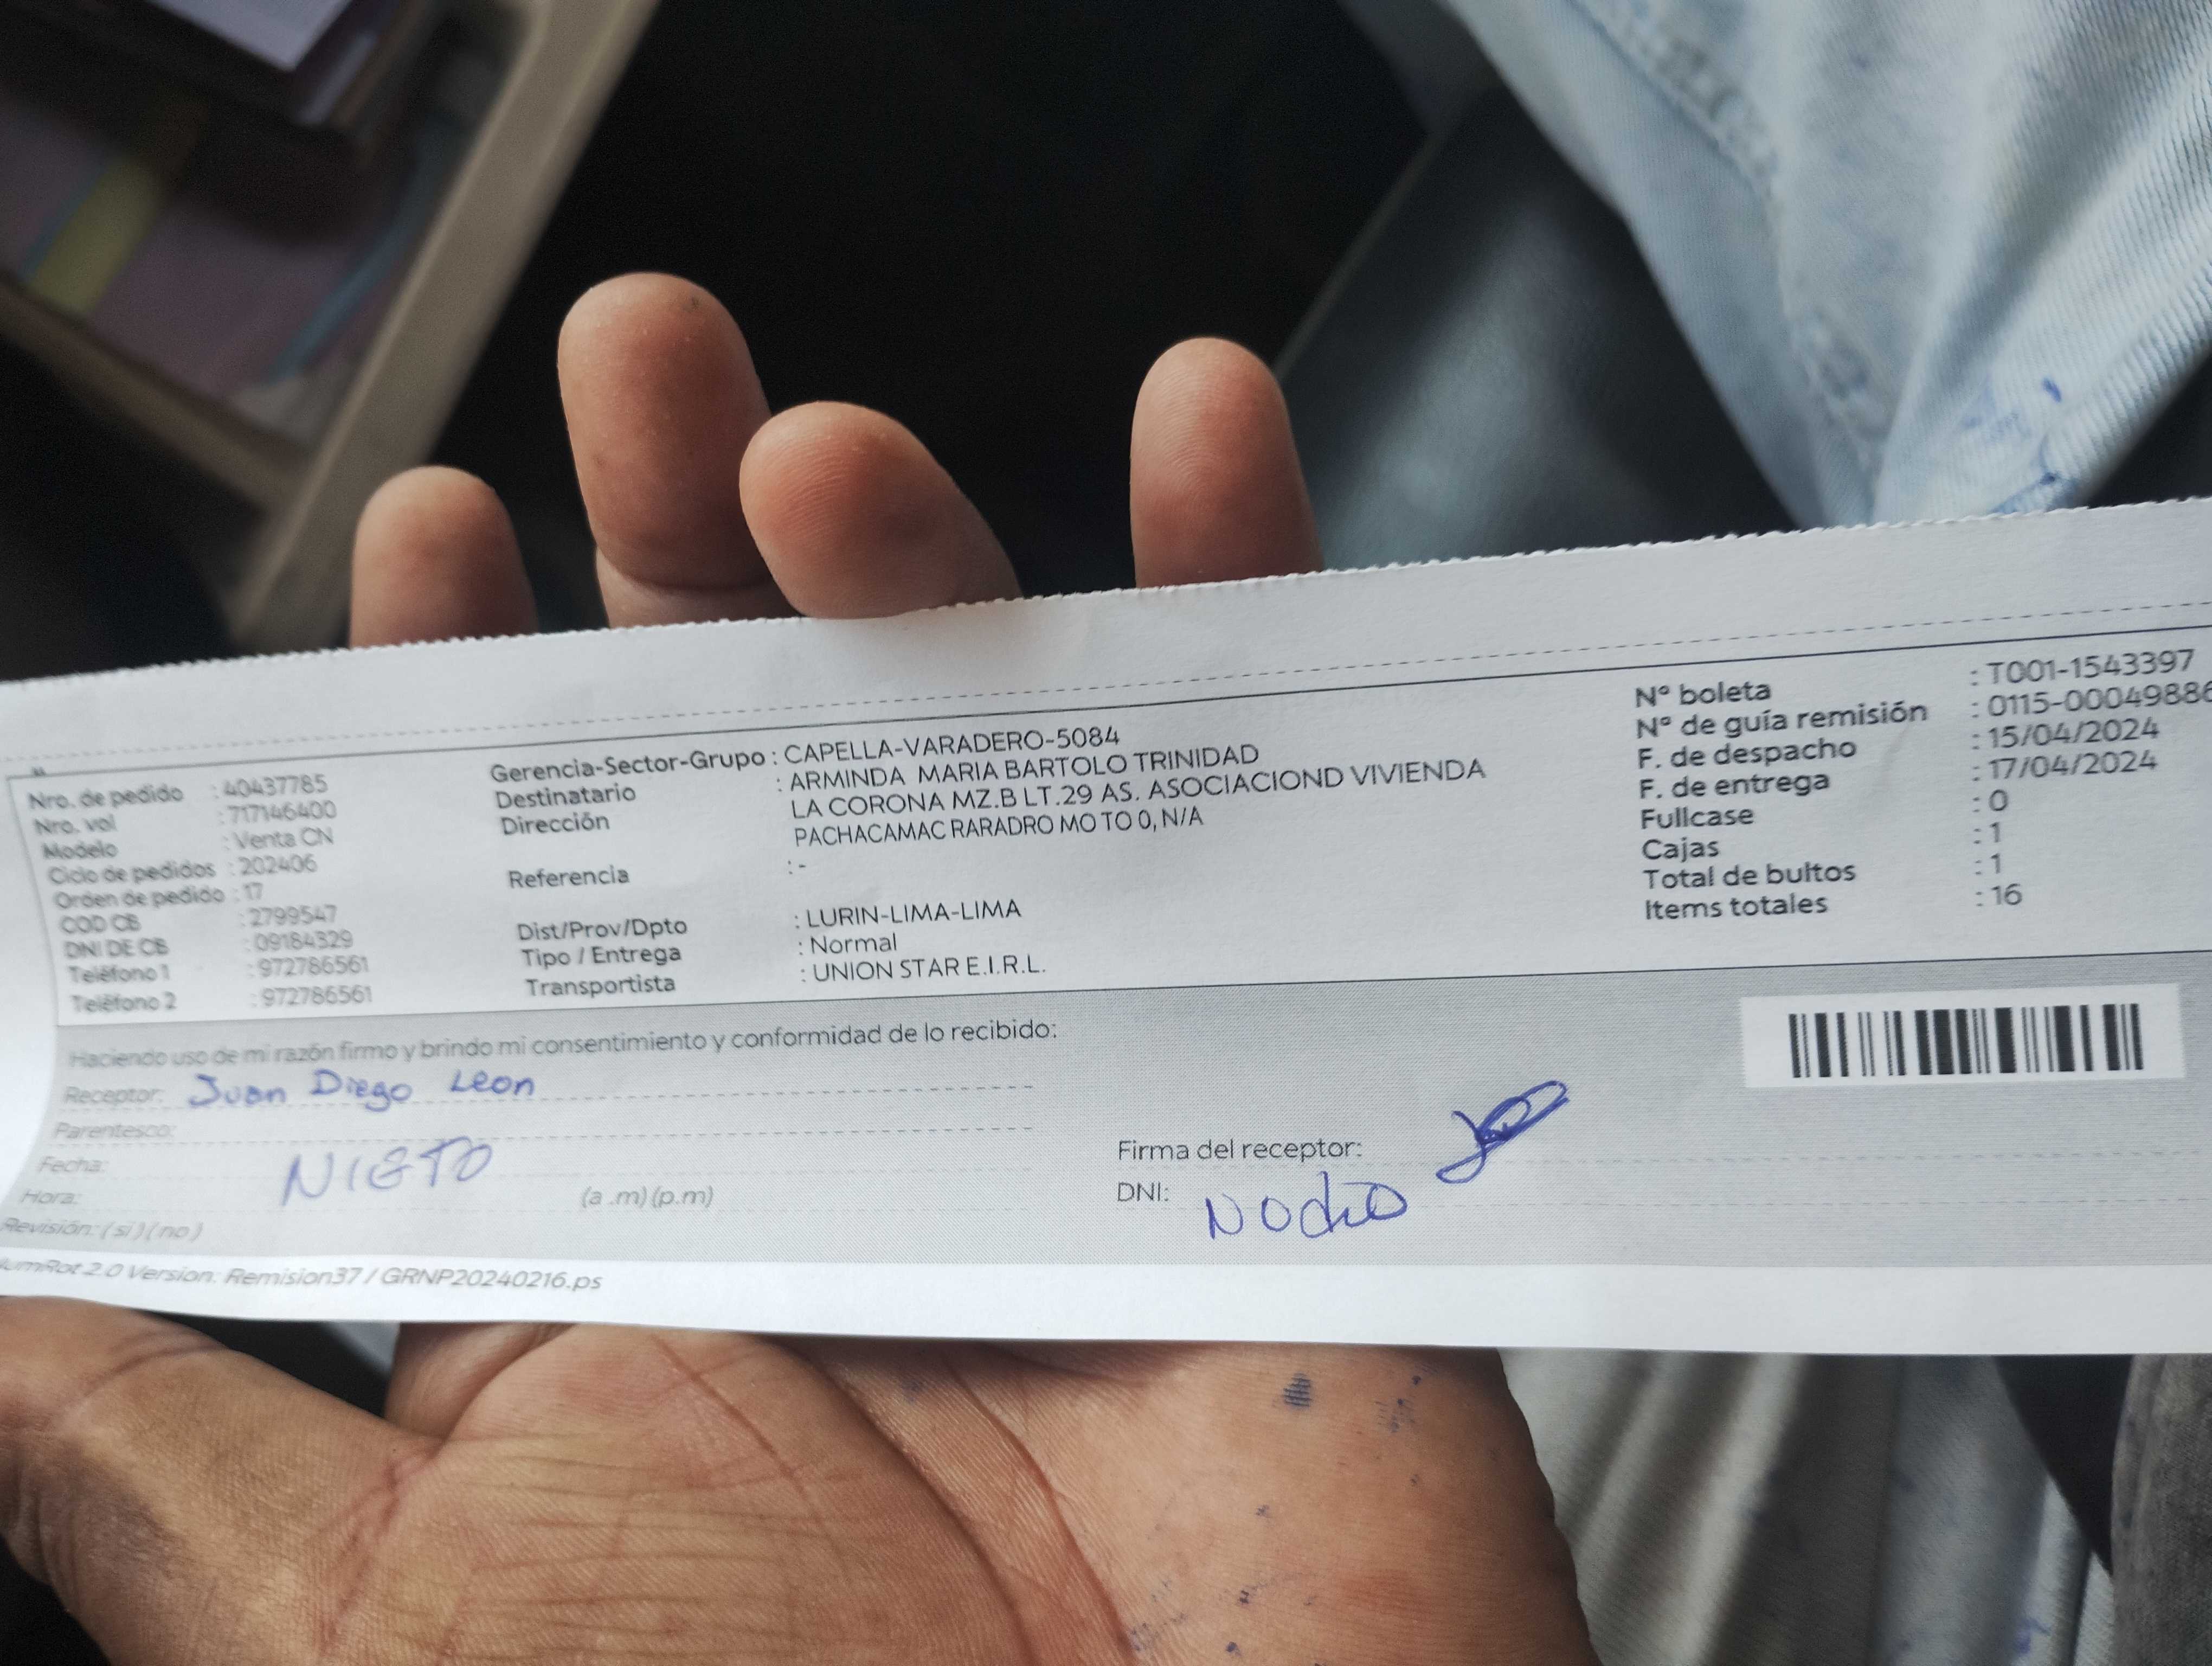 Nro. de pedido : 40437785
Nro. vol : 717146400
Modelo : Venta CN
Ciclo de pedidos : 202406
Orden de pedido : 17
COD CB : 2799547
DNI DE CB : 09184329
Teléfono 1 : 972786561
Teléfono 2 : 972786561
Gerencia-Sector-Grupo : CAPELLA-VARADERO-5084
Destinatario : ARMINDA MARIA BARTOLO TRINIDAD
Dirección LA CORONA MZ.B LT.29 AS. ASOCIACIOND VIVIENDA
PACHACAMAC RARADRO MO TO 0, N/A
Referencia : -
Dist/Prov/Dpto : LURIN-LIMA-LIMA
Tipo / Entrega : Normal
Transportista : UNION STAR E.I.R.L.
N° boleta : T001-1543397
N° de guía remisión : 0115-00049886
F. de despacho : 15/04/2024
F. de entrega : 17/04/2024
Fullcase : 0
Cajas : 1
Total de bultos : 1
Items totales : 16
Haciendo uso de mi razón firmo y brindo mi consentimiento y conformidad de lo recibido:
Receptor: Juan Diego Leon
Parentesco:
Fecha: NIETO
Hora: (a .m) (p.m)
Revisión: ( si ) ( no )
Firma del receptor:
DNI: NO dio
umRot 2.0 Version: Remision37 / GRNP20240216.ps